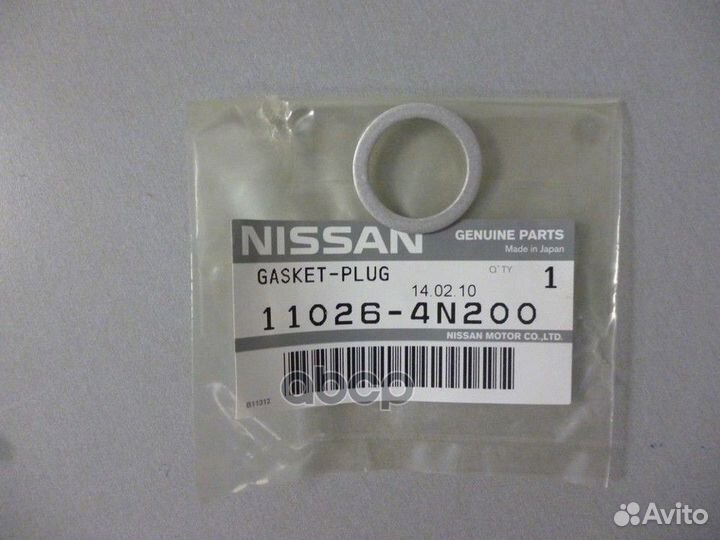 NISSAN
GENUINE PARTS
Made in Japan
GASKET-PLUG
Q'TY
1
14.02.10
11026-4N200
NISSAN MOTOR CO.,LTD.
abcp
B11312
Avito